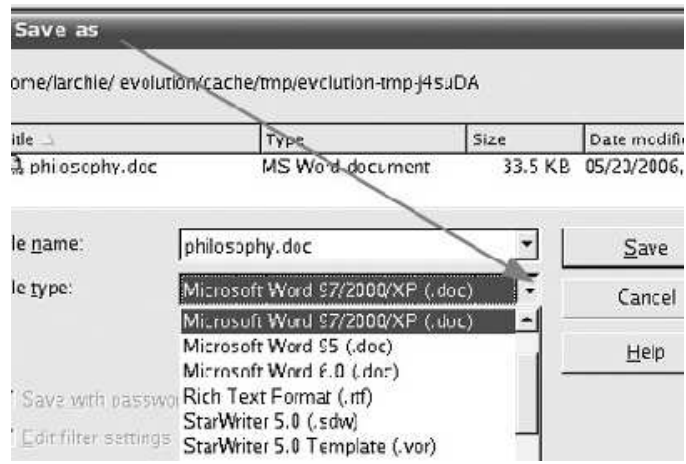 Save as
ome/larchie/ evolution/cache/tmp/evolution-tmp-j4suDA
itle Type Size Date modifie
philosophy.doc MS Word document 33.5 KB 05/20/2006,
le name: philosophy.doc Save
le type: Microsoft Word 97/2000/XP (.doc) Cancel
Microsoft Word 97/2000/XP (.doc)
Microsoft Word 95 (.doc) Help
Microsoft Word 6.0 (.doc)
Save with passwo Rich Text Format (.rtf)
StarWriter 5.0 (.sdw)
Edit filter settings StarWriter 5.0 Template (.vor)